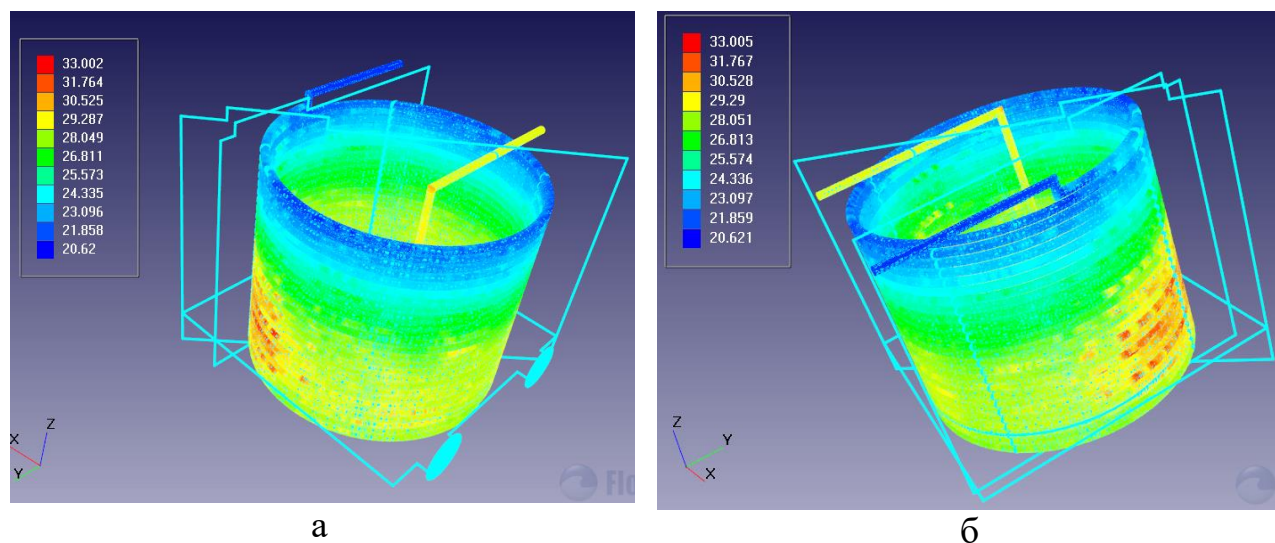 33.002
31.764
30.525
29.287
28.049
26.811
25.573
24.335
23.096
21.858
20.62
X
Y
Z
Flo
а
33.005
31.767
30.528
29.29
28.051
26.813
25.574
24.336
23.097
21.859
20.621
Z
Y
X
б